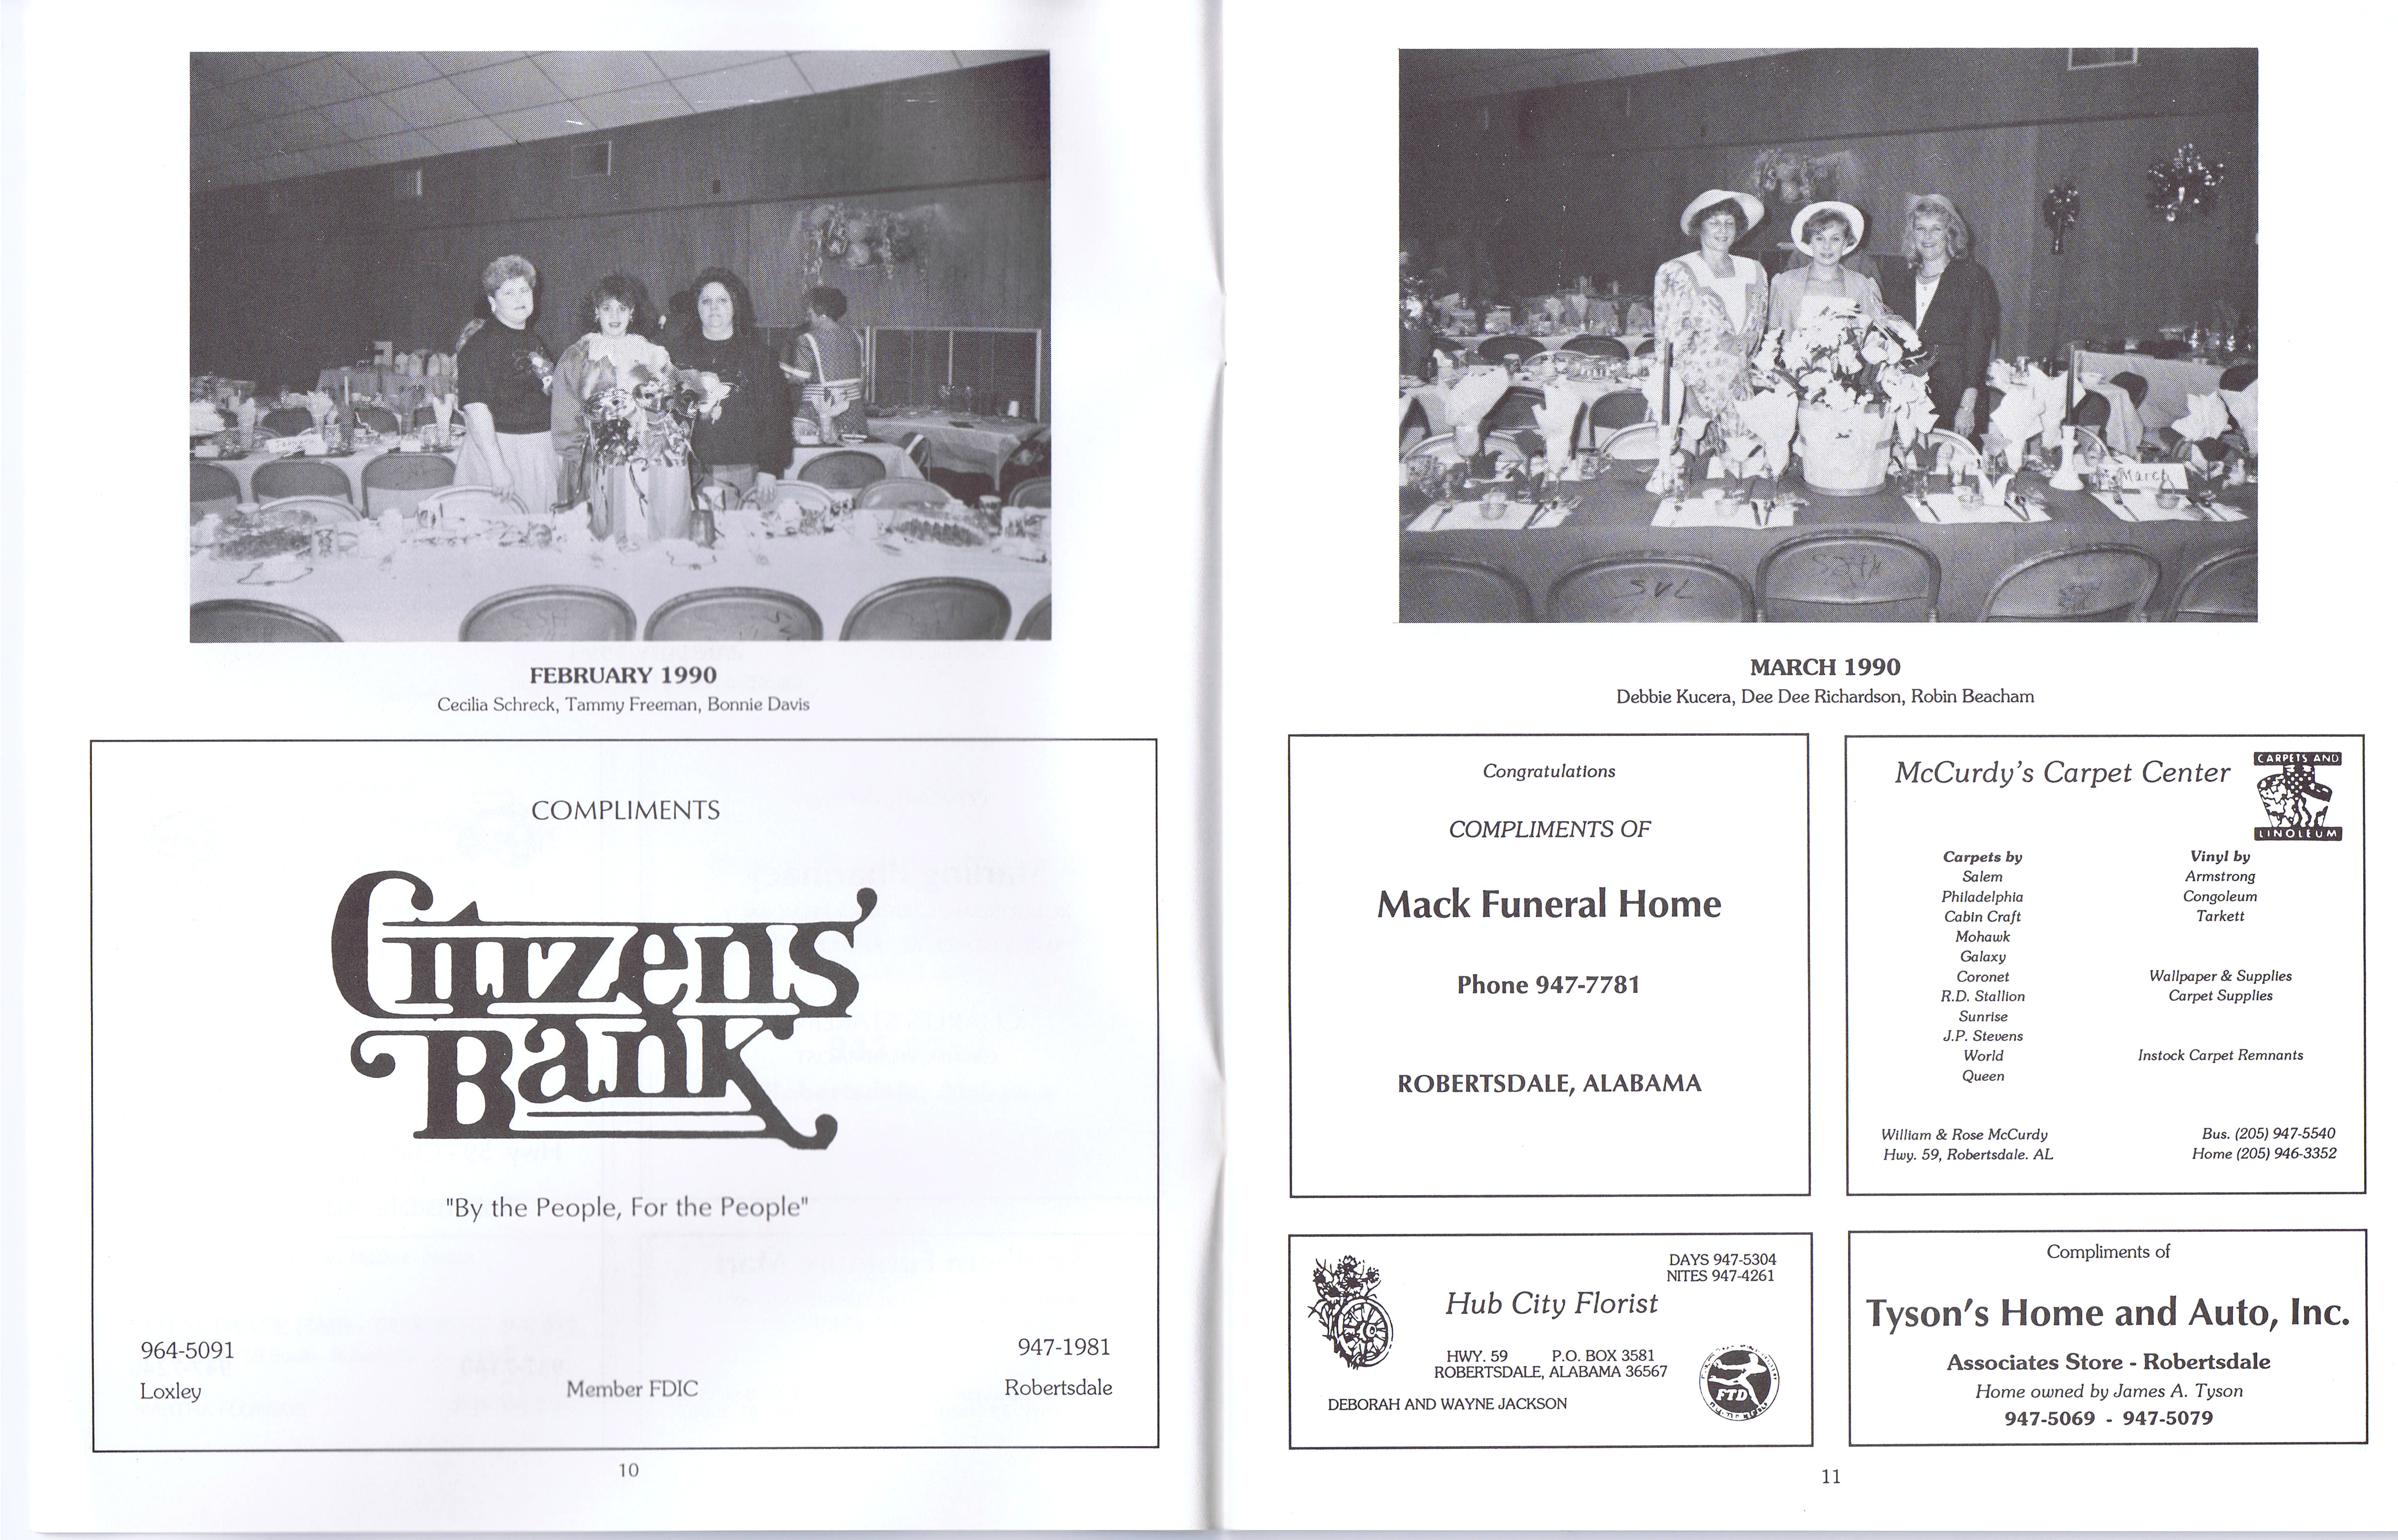 FEBRUARY 1990
Cecilia Schreck, Tammy Freeman, Bonnie Davis
COMPLIMENTS
Citizens'
Bank
"By the People, For the People"
964-5091
Loxley
Member FDIC
947-1981
Robertsdale
10
March
MARCH 1990
Debbie Kucera, Dee Dee Richardson, Robin Beacham
Congratulations
COMPLIMENTS OF
Mack Funeral Home
Phone 947-7781
ROBERTSDALE, ALABAMA
McCurdy's Carpet Center
CARPETS AND
LINOLEUM
Carpets by
Salem
Philadelphia
Cabin Craft
Mohawk
Galaxy
Coronet
R.D. Stallion
Sunrise
J.P. Stevens
World
Queen
Vinyl by
Armstrong
Congoleum
Tarkett
Wallpaper & Supplies
Carpet Supplies
Instock Carpet Remnants
William & Rose McCurdy
Hwy. 59, Robertsdale. AL
Bus. (205) 947-5540
Home (205) 946-3352
DAYS 947-5304
NITES 947-4261
Hub City Florist
HWY. 59 P.O. BOX 3581
ROBERTSDALE, ALABAMA 36567
DEBORAH AND WAYNE JACKSON
FTD
Compliments of
Tyson's Home and Auto, Inc.
Associates Store - Robertsdale
Home owned by James A. Tyson
947-5069 - 947-5079
11